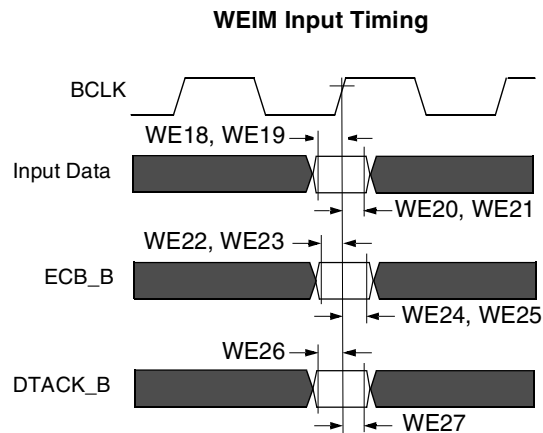 WEIM Input Timing
BCLK
WE18, WE19
Input Data
WE20, WE21
WE22, WE23
ECB_B
WE24, WE25
WE26
DTACK_B
WE27